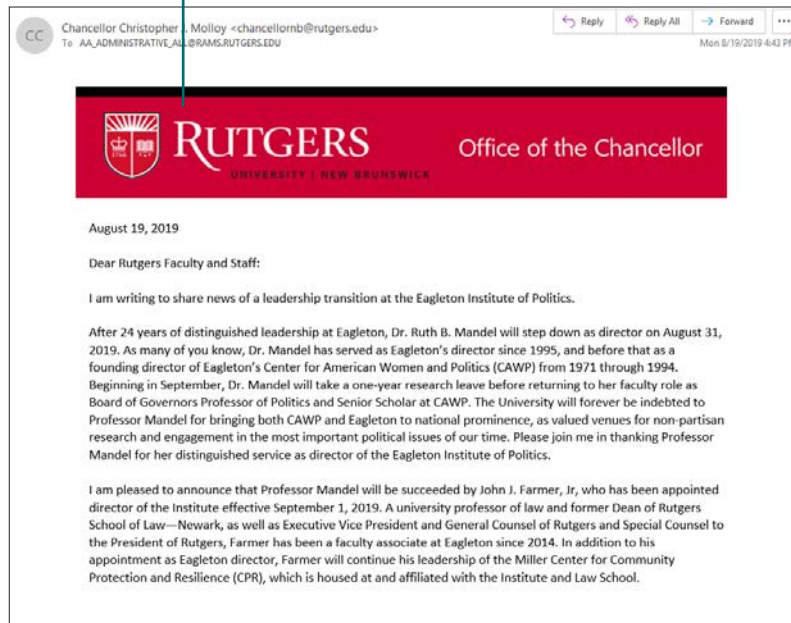 CC
Chancellor Christopher J. Molloy <chancellornb@rutgers.edu>
To AA_ADMINISTRATIVE_ALL@RAMS.RUTGERS.EDU
Reply
Reply All
Forward
...
Mon 8/19/2019 4:43 PM
1766
RUTGERS
UNIVERSITY | NEW BRUNSWICK
Office of the Chancellor
August 19, 2019
Dear Rutgers Faculty and Staff:
I am writing to share news of a leadership transition at the Eagleton Institute of Politics.
After 24 years of distinguished leadership at Eagleton, Dr. Ruth B. Mandel will step down as director on August 31,
2019. As many of you know, Dr. Mandel has served as Eagleton's director since 1995, and before that as a
founding director of Eagleton's Center for American Women and Politics (CAWP) from 1971 through 1994.
Beginning in September, Dr. Mandel will take a one-year research leave before returning to her faculty role as
Board of Governors Professor of Politics and Senior Scholar at CAWP. The University will forever be indebted to
Professor Mandel for bringing both CAWP and Eagleton to national prominence, as valued venues for non-partisan
research and engagement in the most important political issues of our time. Please join me in thanking Professor
Mandel for her distinguished service as director of the Eagleton Institute of Politics.
I am pleased to announce that Professor Mandel will be succeeded by John J. Farmer, Jr, who has been appointed
director of the Institute effective September 1, 2019. A university professor of law and former Dean of Rutgers
School of Law—Newark, as well as Executive Vice President and General Counsel of Rutgers and Special Counsel to
the President of Rutgers, Farmer has been a faculty associate at Eagleton since 2014. In addition to his
appointment as Eagleton director, Farmer will continue his leadership of the Miller Center for Community
Protection and Resilience (CPR), which is housed at and affiliated with the Institute and Law School.